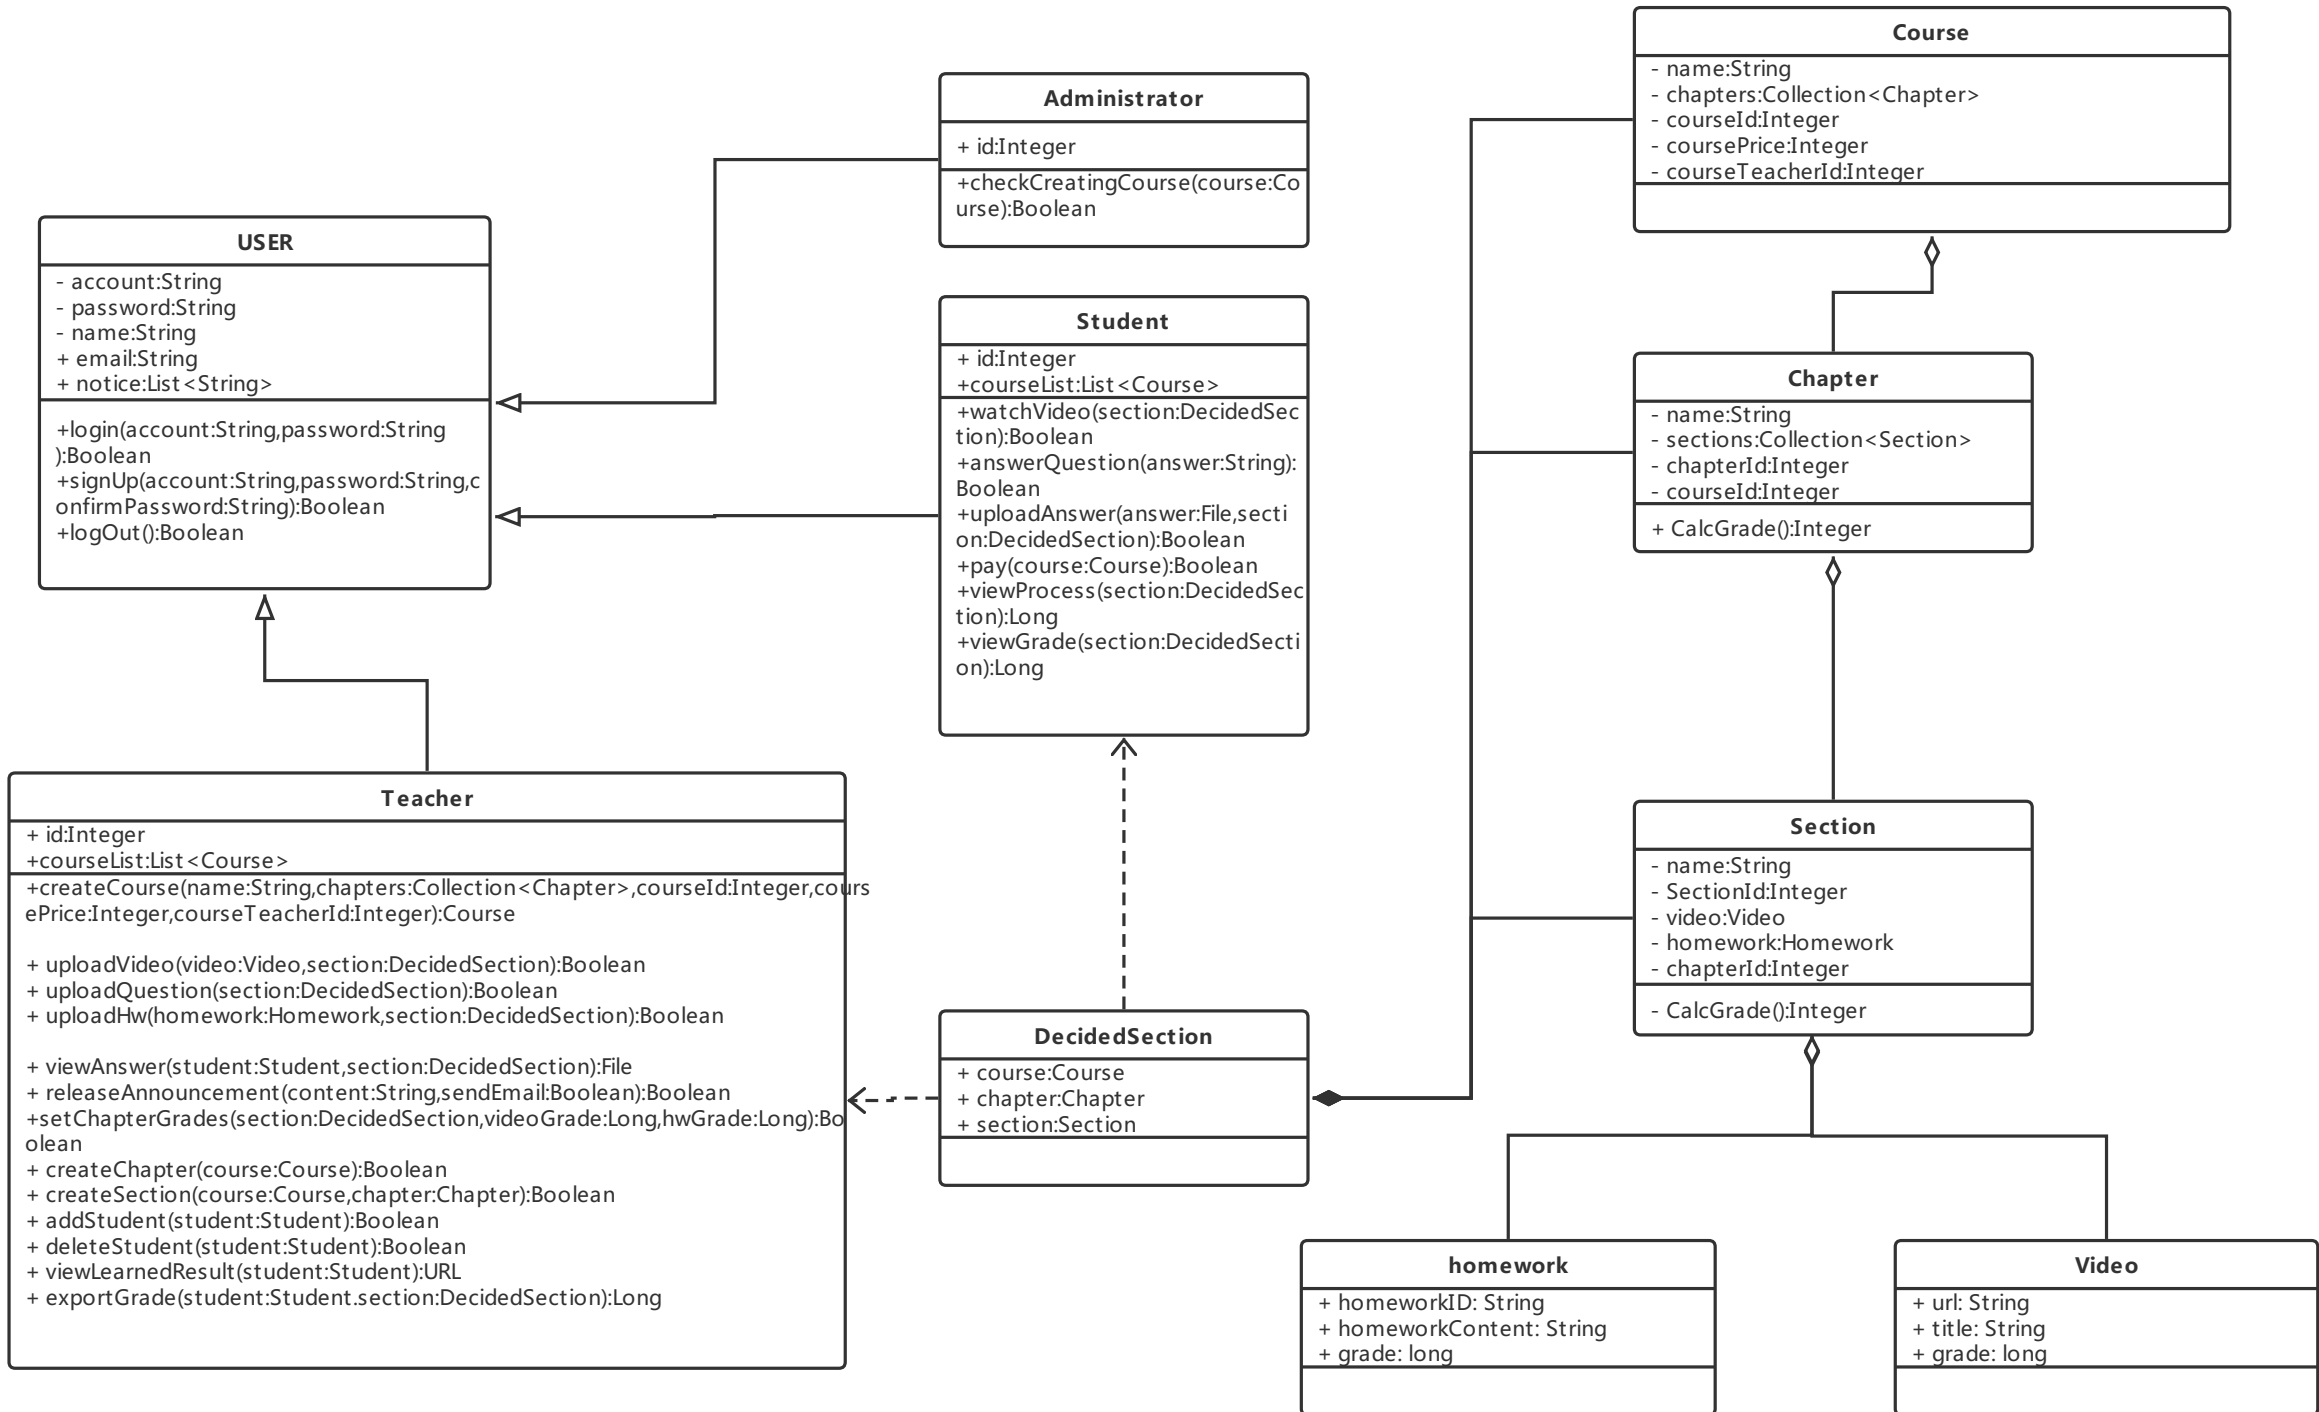 USER
- account:String
- password:String
- name:String
+ email:String
+ notice:List<String>
+login(account:String,password:String
):Boolean
+signUp(account:String,password:String,c
onfirmPassword:String):Boolean
+logOut():Boolean
Administrator
+ id:Integer
+checkCreatingCourse(course:Co
urse):Boolean
Student
+ id:Integer
+courseList:List<Course>
+watchVideo(section:DecidedSec
tion):Boolean
+answerQuestion(answer:String):
Boolean
+uploadAnswer(answer:File,secti
on:DecidedSection):Boolean
+pay(course:Course):Boolean
+viewProcess(section:DecidedSec
tion):Long
+viewGrade(section:DecidedSecti
on):Long
Teacher
+ id:Integer
+courseList:List<Course>
+createCourse(name:String,chapters:Collection<Chapter>,courseId:Integer,cours
ePrice:Integer,courseTeacherId:Integer):Course
+ uploadVideo(video:Video,section:DecidedSection):Boolean
+ uploadQuestion(section:DecidedSection):Boolean
+ uploadHw(homework:Homework,section:DecidedSection):Boolean
+ viewAnswer(student:Student,section:DecidedSection):File
+ releaseAnnouncement(content:String,sendEmail:Boolean):Boolean
+setChapterGrades(section:DecidedSection,videoGrade:Long,hwGrade:Long):Bo
olean
+ createChapter(course:Course):Boolean
+ createSection(course:Course,chapter:Chapter):Boolean
+ addStudent(student:Student):Boolean
+ deleteStudent(student:Student):Boolean
+ viewLearnedResult(student:Student):URL
+ exportGrade(student:Student.section:DecidedSection):Long
DecidedSection
+ course:Course
+ chapter:Chapter
+ section:Section
Course
- name:String
- chapters:Collection<Chapter>
- courseId:Integer
- coursePrice:Integer
- courseTeacherId:Integer
Chapter
- name:String
- sections:Collection<Section>
- chapterId:Integer
- courseId:Integer
+ CalcGrade():Integer
Section
- name:String
- SectionId:Integer
- video:Video
- homework:Homework
- chapterId:Integer
- CalcGrade():Integer
homework
+ homeworkID: String
+ homeworkContent: String
+ grade: long
Video
+ url: String
+ title: String
+ grade: long